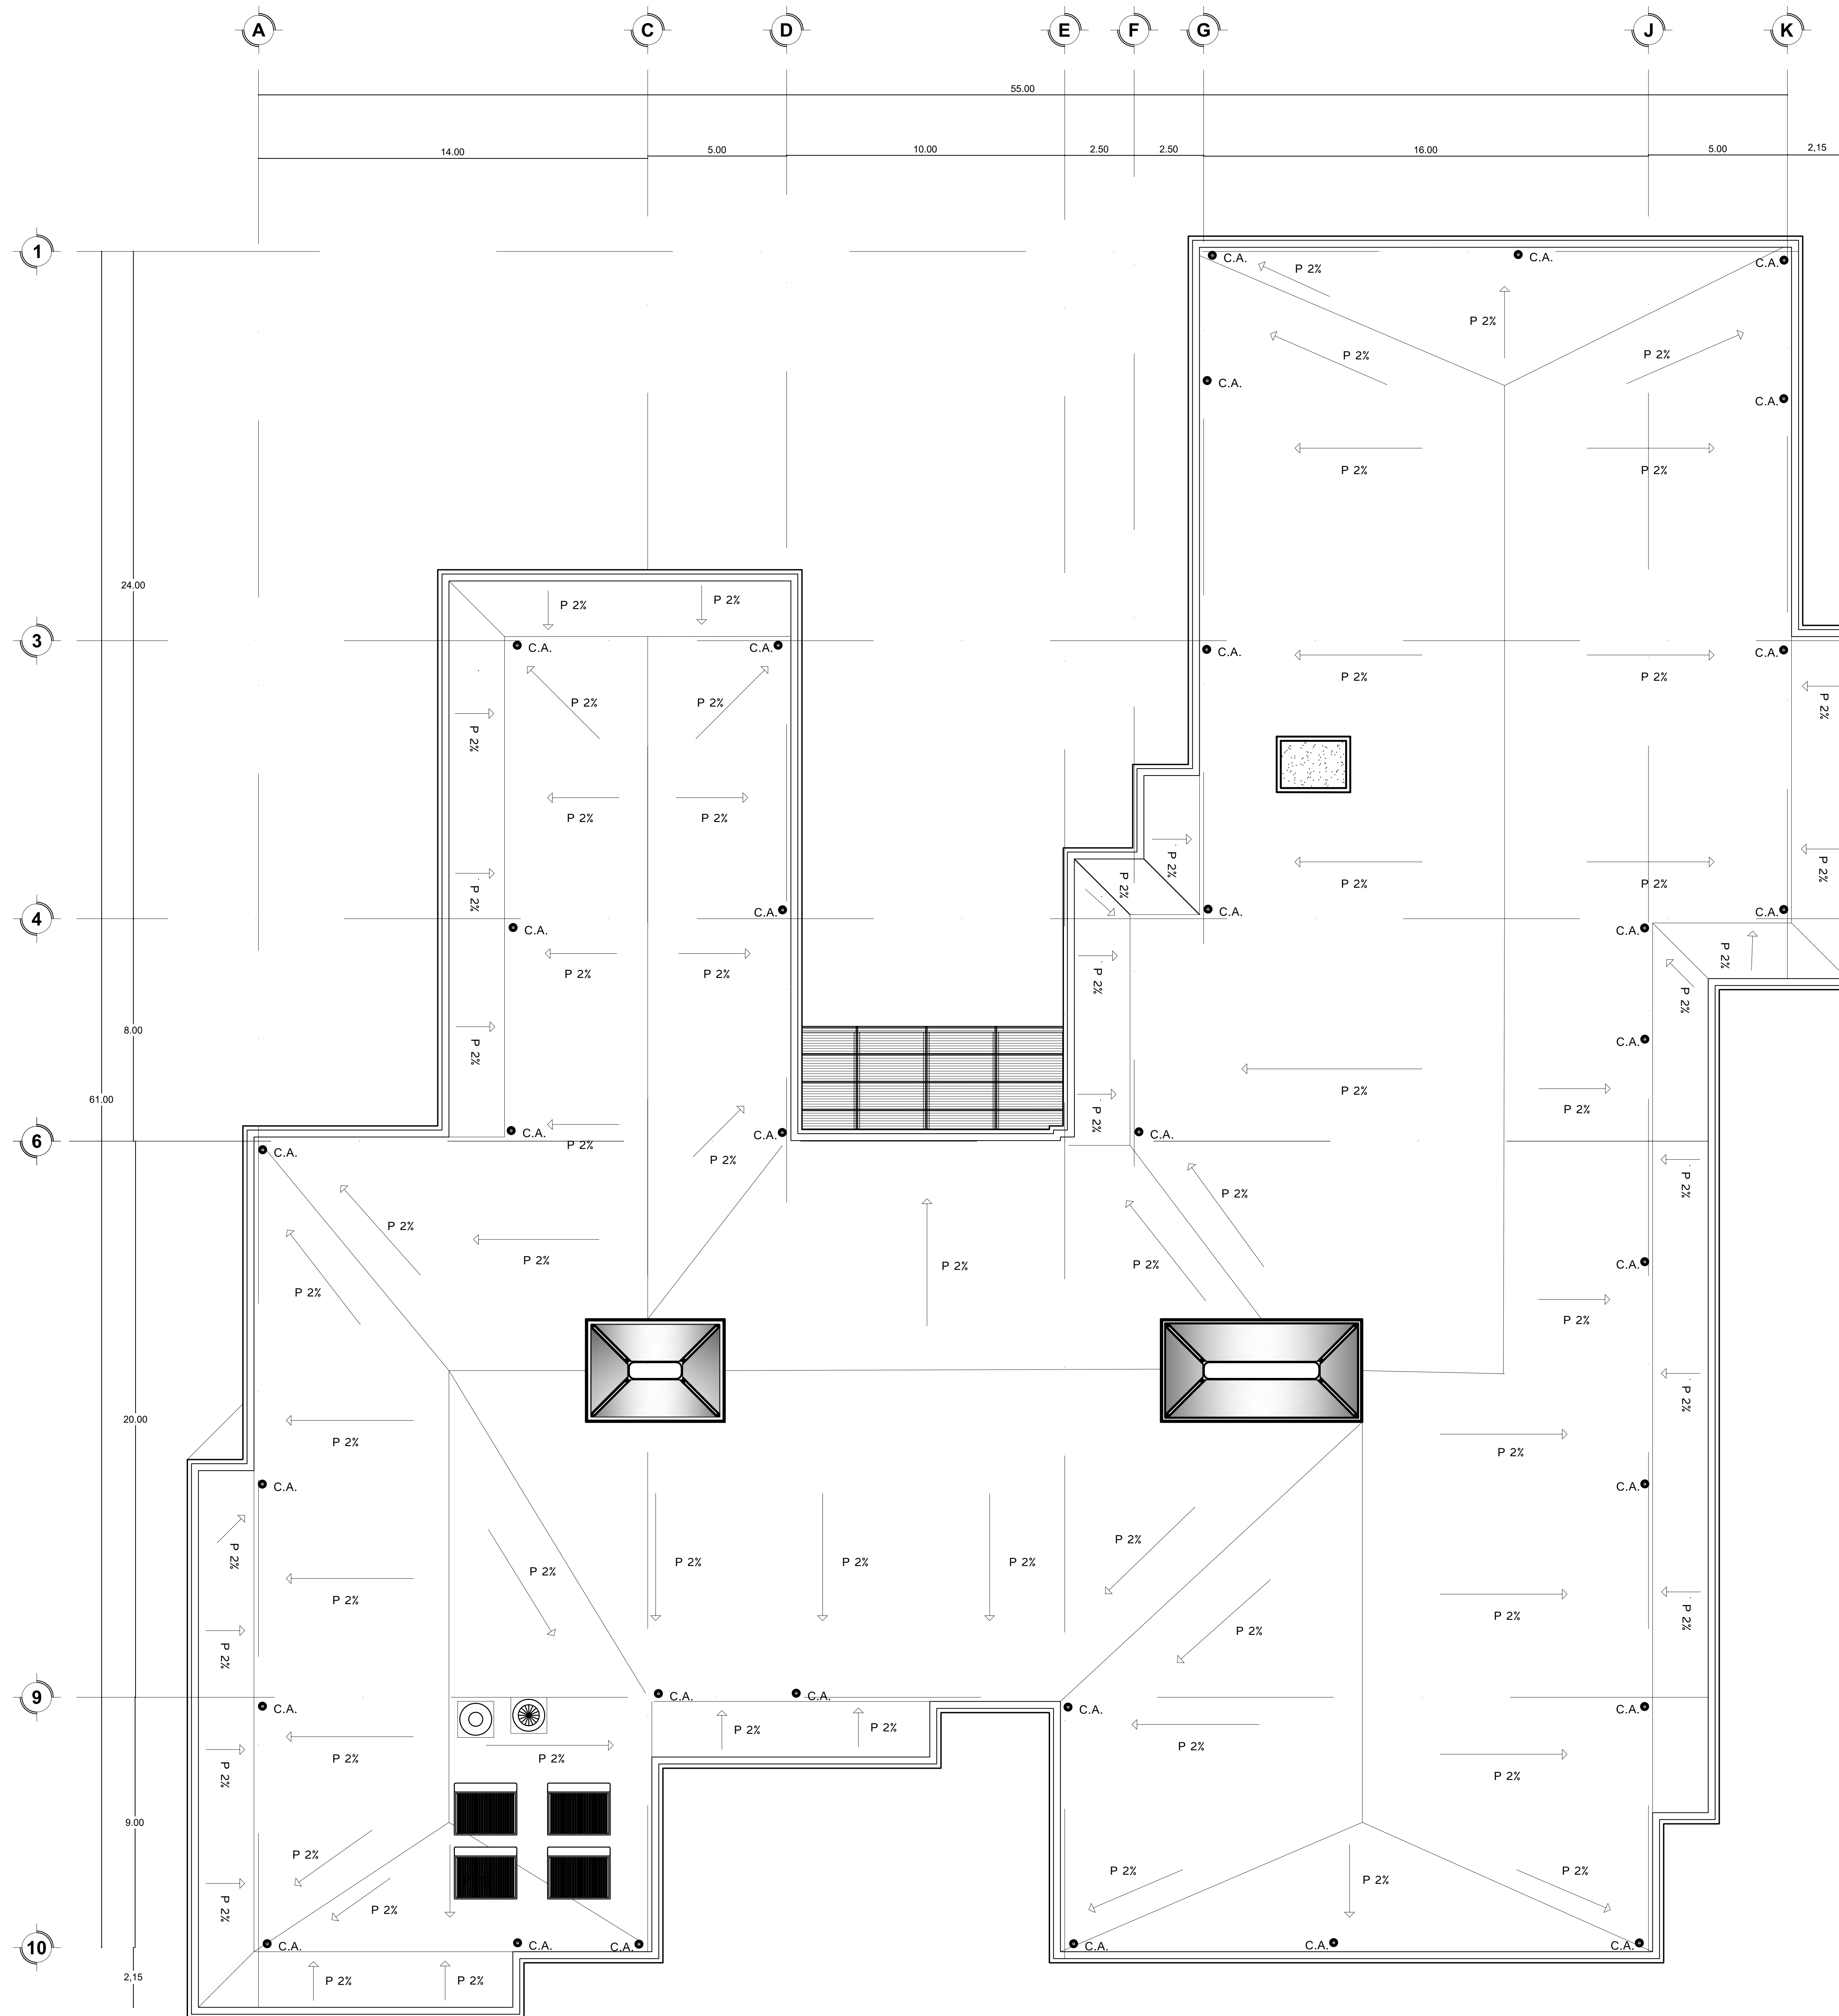 A C D E F G J K
55.00
14.00 5.00 10.00 2.50 2.50 16.00 5.00 2,15
1
C.A. C.A. C.A.
P 2%
P 2%
P 2% P 2%
C.A. C.A.
P 2% P 2%
24.00
P 2% P 2%
3
C.A. C.A. C.A. C.A.
P 2% P 2%
P 2% P 2% P 2%
P 2%
P 2% P 2%
P 2% P 2%
P 2% P 2% P 2% P 2%
P 2%
4
C.A. C.A. C.A.
C.A. C.A.
P 2%
P 2% P 2% P 2%
P 2%
8.00
C.A.
P 2%
P 2%
61.00
P 2%
P 2%
6
C.A. C.A. C.A.
P 2%
C.A.
P 2%
P 2%
P 2%
P 2%
P 2% P 2% P 2%
C.A.
P 2%
P 2%
P 2%
20.00
P 2%
P 2%
C.A. C.A.
P 2%
P 2%
P 2% P 2% P 2% P 2%
P 2%
P 2%
P 2%
P 2%
P 2%
P 2%
9
C.A. C.A.
C.A. C.A. C.A.
P 2% P 2%
P 2%
P 2% P 2%
P 2%
P 2%
9.00
P 2%
P 2% P 2%
P 2%
P 2%
P 2%
10
C.A. C.A. C.A. C.A. C.A. C.A.
2,15
P 2% P 2%